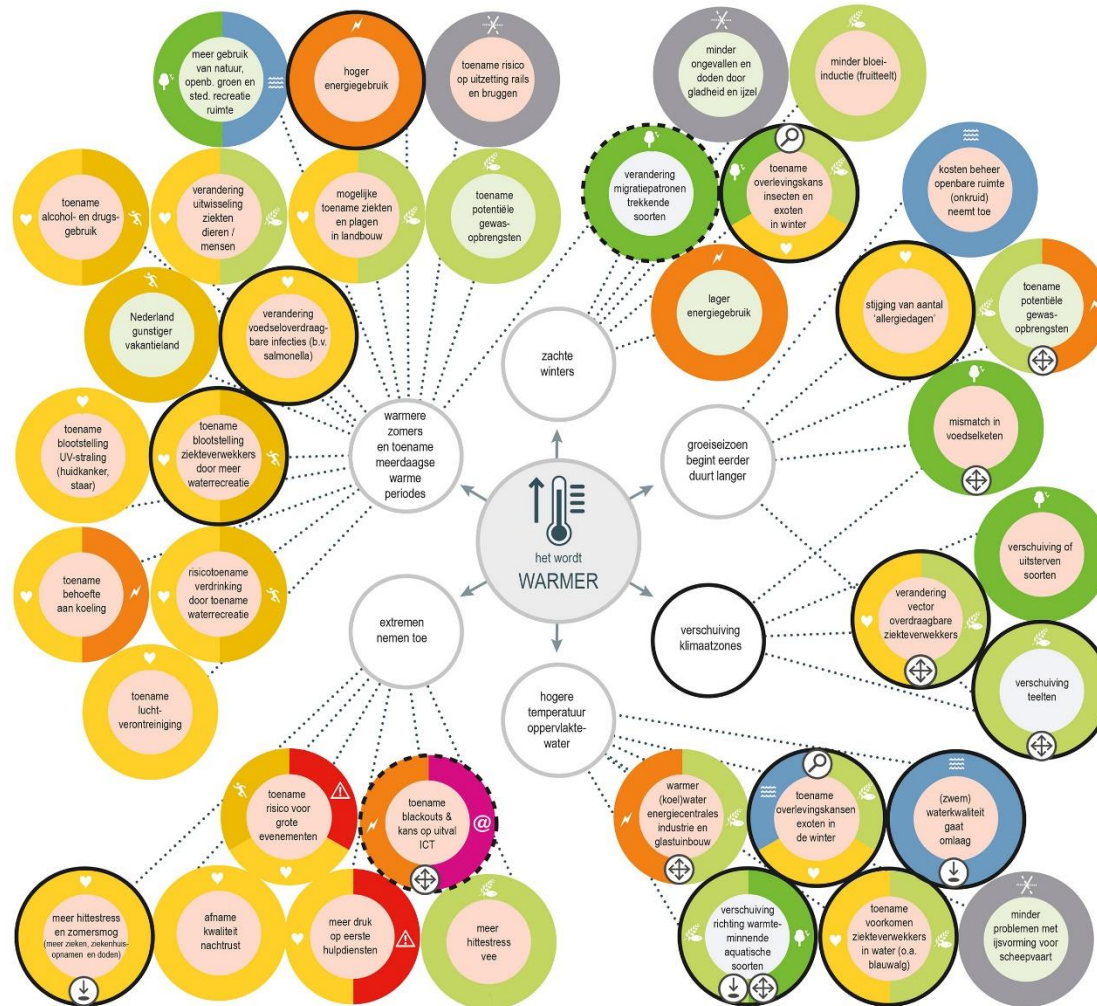 meer gebruik
van natuur,
openb. groen en
sted. recreatie
ruimte
hoger
energiegebruik
toename risico
op uitzetting rails
en bruggen
minder
ongevallen en
doden door
gladheid en ijzel
minder bloei-
inductie (fruitteelt)
toename
alcohol- en drugs-
gebruik
verandering
uitwisseling
ziekten
dieren /
mensen
mogelijke
toename ziekten
en plagen
in landbouw
toename
potentiële
gewas-
opbrengsten
verandering
migratiepatronen
trekkende
soorten
toename
overlevingskans
insecten en
exoten
in winter
kosten beheer
openbare ruimte
(onkruid)
neemt toe
Nederland
gunstiger
vakantieland
verandering
voedseloverdraag-
bare infecties (b.v.
salmonella)
lager
energiegebruik
stijging van aantal
'allergiedagen'
toename
potentiële
gewas-
opbrengsten
zachte
winters
toename
blootstelling
UV-straling
(huidkanker,
staar)
toename
blootstelling
ziekteverwekkers
door meer
waterrecreatie
warmere
zomers
en toename
meerdaagse
warme
periodes
groeiseizoen
begint eerder
duurt langer
mismatch in
voedselketen
het wordt
WARMER
toename
behoefte
aan koeling
risicotoename
verdrinking
door toename
waterrecreatie
extremen
nemen toe
verschuiving
klimaatzones
verandering
vector
overdraagbare
ziekteverwekkers
verschuiving of
uitsterven
soorten
toename
lucht-
verontreiniging
hogere
temperatuur
oppervlakte-
water
verschuiving
teelten
toename
risico voor
grote
evenementen
toename
blackouts &
kans op uitval
ICT
@
warmer
(koel)water
energiecentrales
industrie en
glastuinbouw
toename
overlevingskansen
exoten in
de winter
(zwem)
waterkwaliteit
gaat
omlaag
meer hittestress
en zomersmog
(meer zieken, ziekenhuis-
opnamen en doden)
afname
kwaliteit
nachtrust
meer druk
op eerste
hulpdiensten
meer
hittestress
vee
verschuiving
richting warmte-
minnende
aquatische
soorten
toename
voorkomen
ziekteverwekkers
in water (o.a.
blauwalg)
minder
problemen met
ijsvorming voor
scheepvaart